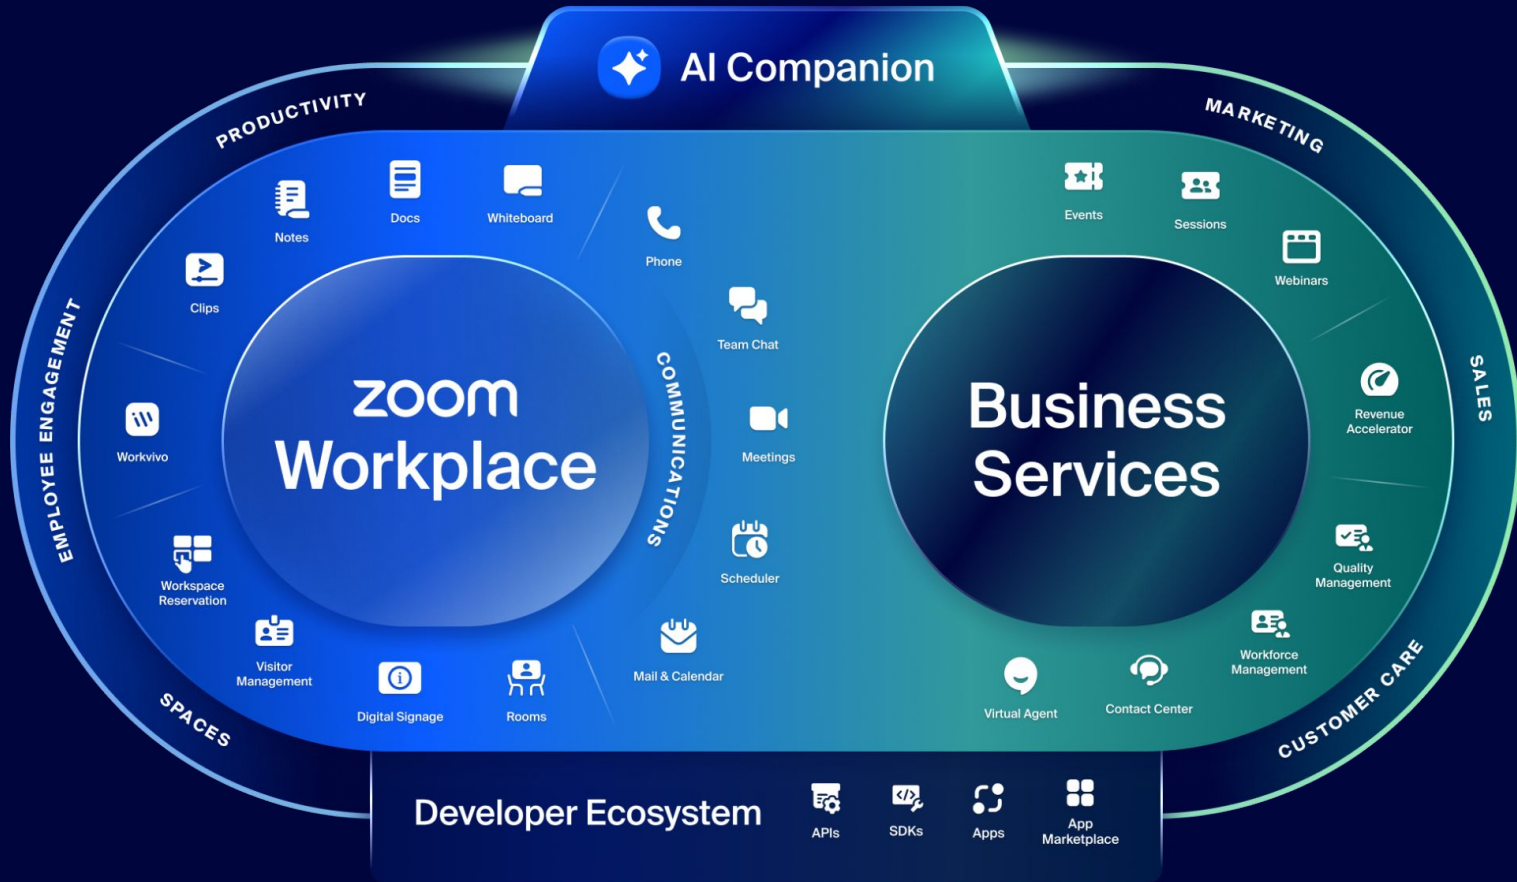 AI Companion
PRODUCTIVITY
MARKETING
Docs
Whiteboard
Notes
Clips
Phone
Team Chat
Events
Sessions
Webinars
EMPLOYEE ENGAGEMENT
Workvivo
zoom
Workplace
COMMUNICATIONS
Meetings
Scheduler
Mail & Calendar
Business
Services
SALES
Revenue
Accelerator
Quality
Management
Workforce
Management
Contact Center
Virtual Agent
CUSTOMER CARE
Workspace
Reservation
Visitor
Management
Digital Signage
Rooms
SPACES
Developer Ecosystem
APIs
SDKs
Apps
App
Marketplace